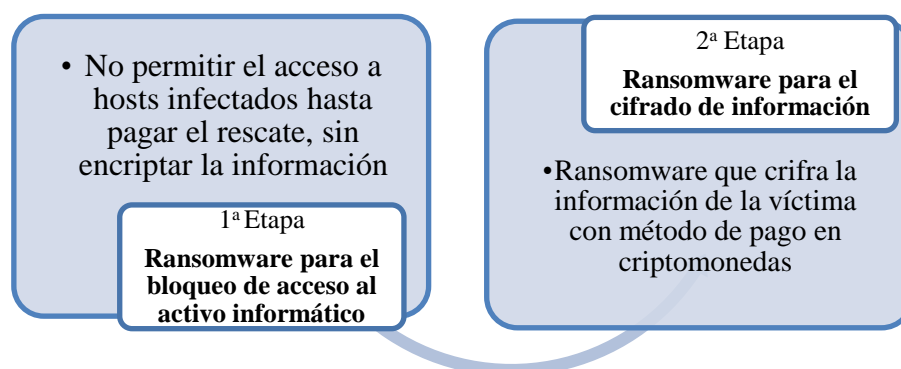 • No permitir el acceso a
hosts infectados hasta
pagar el rescate, sin
encriptar la información
1ª Etapa
Ransomware para el
bloqueo de acceso al
activo informático
2ª Etapa
Ransomware para el
cifrado de información
•Ransomware que crifra la
información de la víctima
con método de pago en
criptomonedas